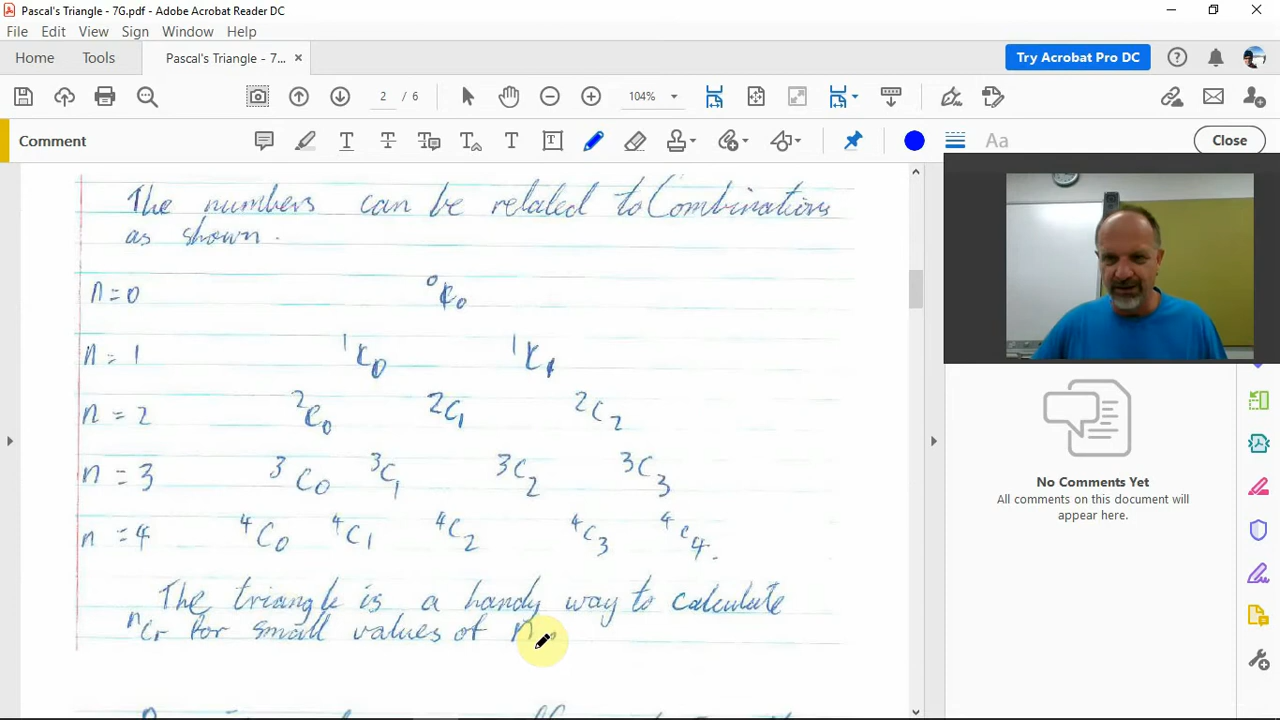 Pascal's Triangle - 7G.pdf - Adobe Acrobat Reader DC
File Edit View Sign Window Help
Home Tools Pascal's Triangle - 7... × Try Acrobat Pro DC
2 / 6 104%
Comment Aa Close
The numbers can be related to Combinations
as shown.
n = 0 ⁰C₀
n = 1 ¹C₀ ¹C₁
n = 2 ²C₀ ²C₁ ²C₂
n = 3 ³C₀ ³C₁ ³C₂ ³C₃
n = 4 ⁴C₀ ⁴C₁ ⁴C₂ ⁴C₃ ⁴C₄.
The triangle is a handy way to calculate
ⁿCr for small values of n
No Comments Yet
All comments on this document will
appear here.